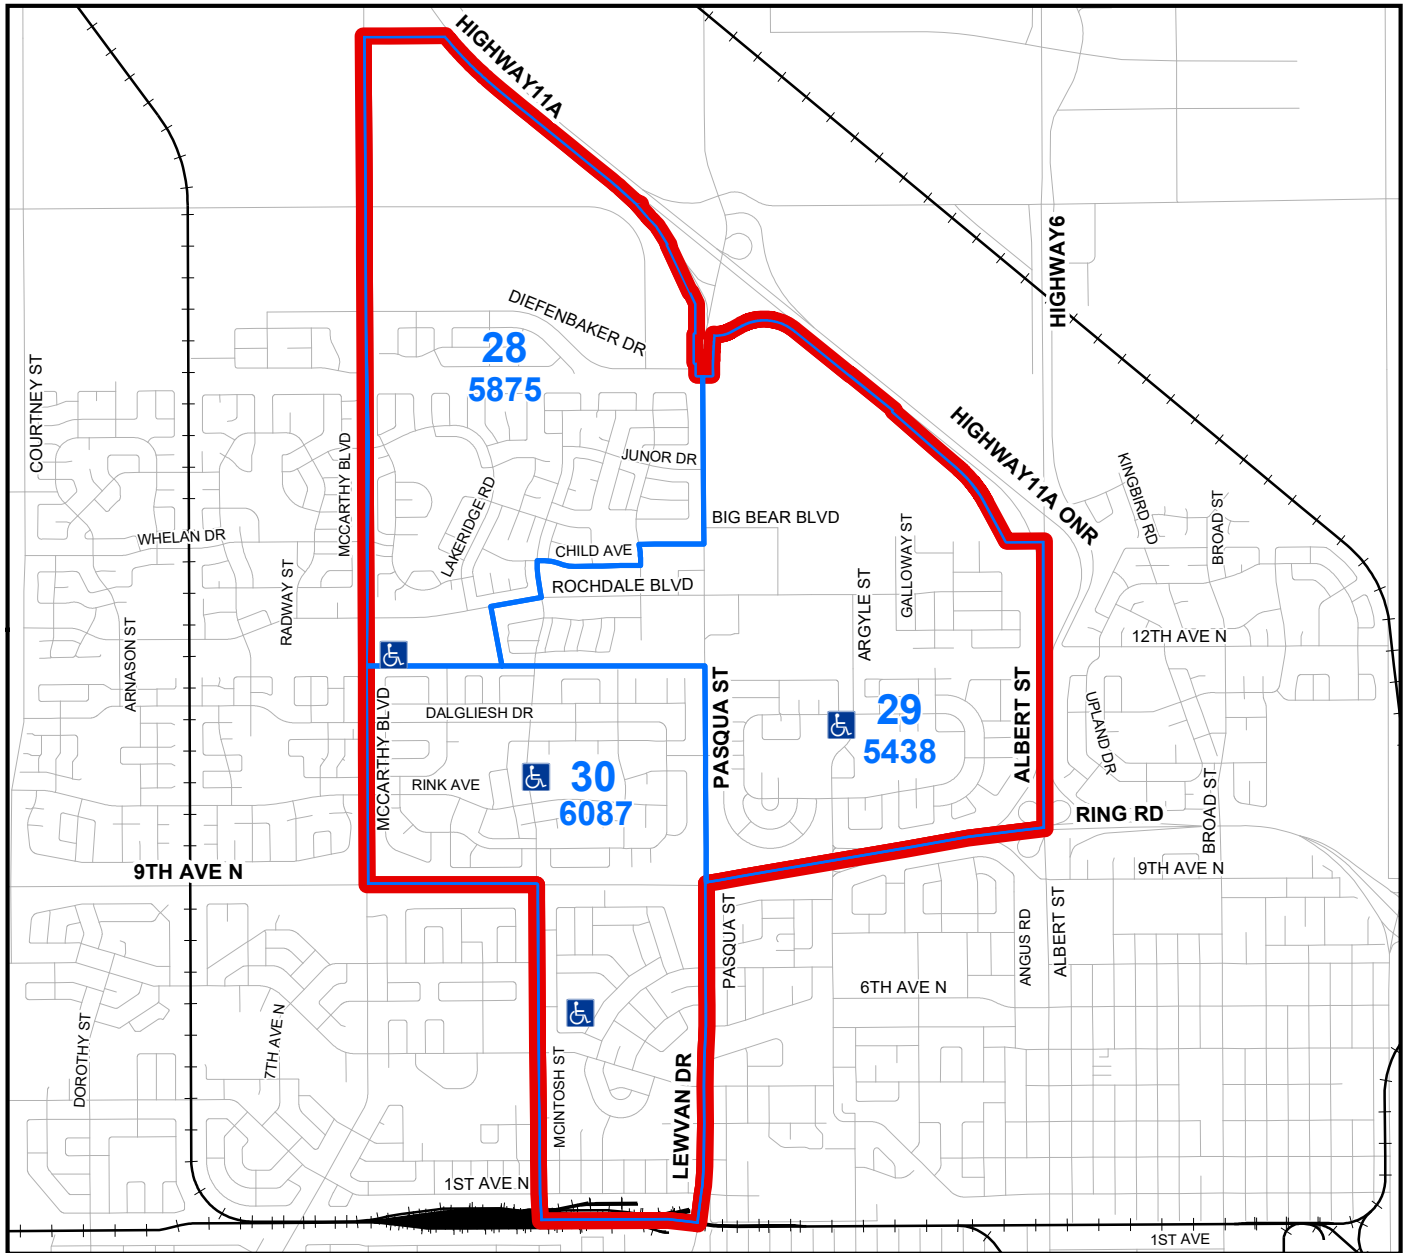 HIGHWAY11A
HIGHWAY6
DIEFENBAKER DR
28
5875
COURTNEY ST
MCCARTHY BLVD
JUNOR DR
LAKERIDGE RD
HIGHWAY11A ONR
KINGBIRD RD
BROAD ST
WHELAN DR
BIG BEAR BLVD
CHILD AVE
ROCHDALE BLVD
GALLOWAY ST
ARGYLE ST
RADWAY ST
ARNASON ST
12TH AVE N
PASQUA ST
ALBERT ST
UPLAND DR
MCCARTHY BLVD
DALGLIESH DR
29
5438
RINK AVE
30
6087
RING RD
BROAD ST
9TH AVE N
9TH AVE N
PASQUA ST
ANGUS RD
ALBERT ST
6TH AVE N
DOROTHY ST
7TH AVE N
MCINTOSH ST
LEWVAN DR
1ST AVE N
1ST AVE